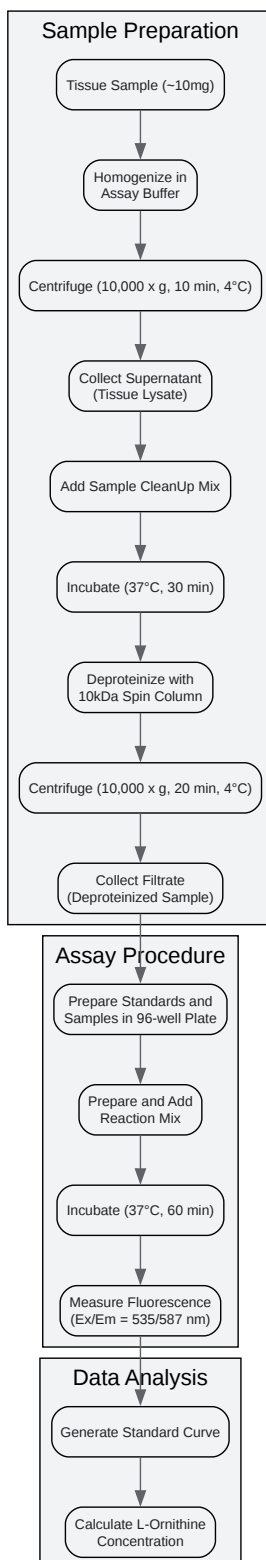 Sample Preparation
Tissue Sample (~10mg)
Homogenize in
Assay Buffer
Centrifuge (10,000 x g, 10 min, 4°C)
Collect Supernatant
(Tissue Lysate)
Add Sample CleanUp Mix
Incubate (37°C, 30 min)
Deproteinize with
10kDa Spin Column
Centrifuge (10,000 x g, 20 min, 4°C)
Collect Filtrate
(Deproteinized Sample)
Assay Procedure
Prepare Standards and
Samples in 96-well Plate
Prepare and Add
Reaction Mix
Incubate (37°C, 60 min)
Measure Fluorescence
(Ex/Em = 535/587 nm)
Data Analysis
Generate Standard Curve
Calculate L-Ornithine
Concentration